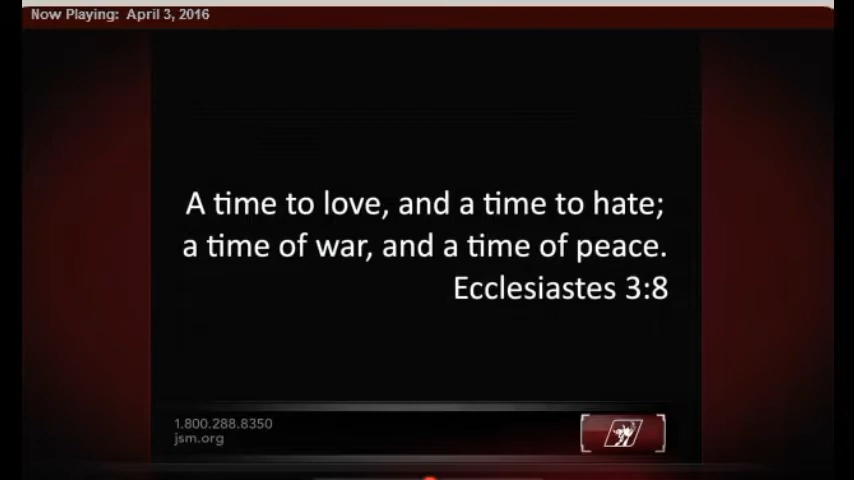 Now Playing: April 3, 2016
A time to love, and a time to hate;
a time of war, and a time of peace.
Ecclesiastes 3:8
1.800.288.8350
jsm.org